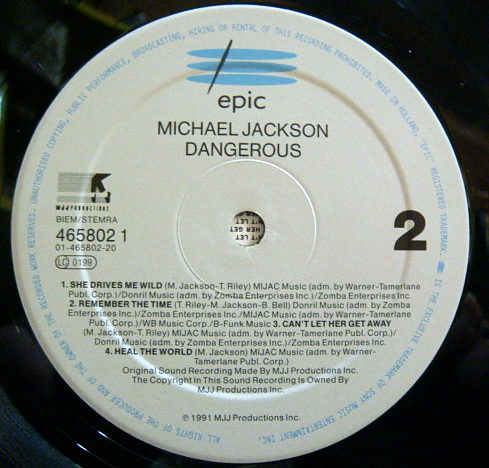 epic
MICHAEL JACKSON
DANGEROUS
MJJ PRODUCTIONS
BIEM/STEMRA
465802 1
01-465802-20
LC 0199
2
1. SHE DRIVES ME WILD (M. Jackson-T. Riley) MIJAC Music (adm. by Warner-Tamerlane
Publ. Corp.)/Donril Music (adm. by Zomba Enterprises Inc.)/Zomba Enterprises Inc.
2. REMEMBER THE TIME (T. Riley-M. Jackson-B. Bell) Donril Music (adm. by Zomba
Enterprises Inc.)/Zomba Enterprises Inc./MIJAC Music (adm. by Warner-Tamerlane
Publ. Corp.)/WB Music Corp./B-Funk Music 3. CAN'T LET HER GET AWAY
(M. Jackson-T. Riley) MIJAC Music (adm. by Warner-Tamerlane Publ. Corp.)/
Donril Music (adm. by Zomba Enterprises Inc.)/Zomba Enterprises Inc.
4. HEAL THE WORLD (M. Jackson) MIJAC Music (adm. by Warner-
Tamerlane Publ. Corp.)
Original Sound Recording Made By MJJ Productions Inc.
The Copyright In This Sound Recording Is Owned By
MJJ Productions Inc.
℗ 1991 MJJ Productions Inc.
ALL RIGHTS OF THE PRODUCER AND OF THE OWNER OF THE RECORDED WORK RESERVED. UNAUTHORISED COPYING, PUBLIC PERFORMANCE, BROADCASTING, HIRING OR RENTAL OF THIS RECORDING PROHIBITED. MADE IN HOLLAND. "EPIC" REGISTERED TRADEMARK. IS THE EXCLUSIVE TRADEMARK OF SONY MUSIC ENTERTAINMENT INC.
N'T LET
HER GET